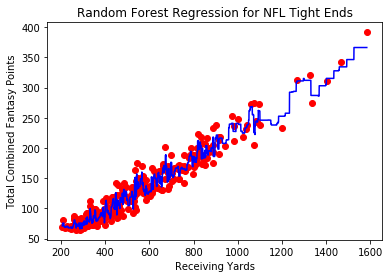 Random Forest Regression for NFL Tight Ends
Total Combined Fantasy Points
400
350
300
250
200
150
100
50
200 400 600 800 1000 1200 1400 1600
Receiving Yards